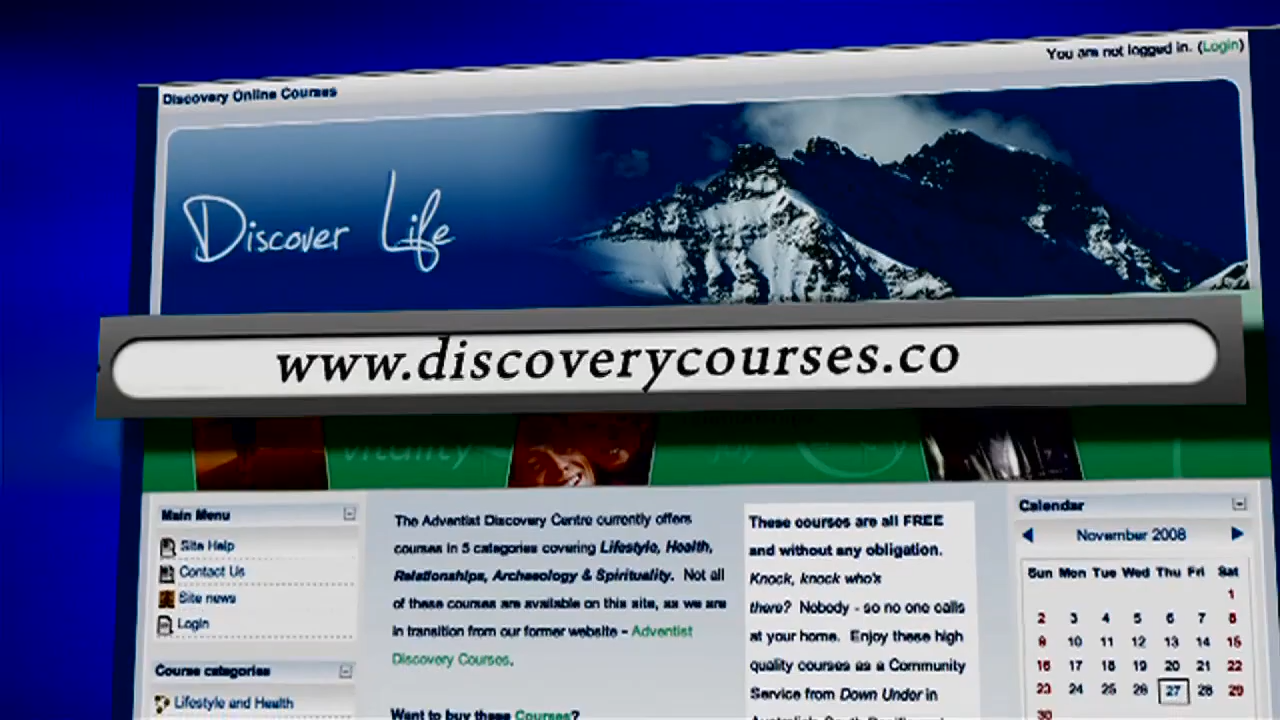 You are not logged in. (Login)
Discovery Online Courses
Discover Life
www.discoverycourses.co
vitality
joy
Main Menu
Site Help
Contact Us
Site news
Login
Course categories
Lifestyle and Health
The Adventist Discovery Centre currently offers
courses in 5 categories covering Lifestyle, Health,
Relationships, Archaeology & Spirituality. Not all
of these courses are available on this site, as we are
in transition from our former website - Adventist
Discovery Courses.
Want to buy these Courses?
These courses are all FREE
and without any obligation.
Knock, knock who's
there? Nobody - so no one calls
at your home. Enjoy these high
quality courses as a Community
Service from Down Under in
Calendar
November 2008
Sun Mon Tue Wed Thu Fri Sat
1
2 3 4 5 6 7 8
9 10 11 12 13 14 15
16 17 18 19 20 21 22
23 24 25 26 27 28 29
30